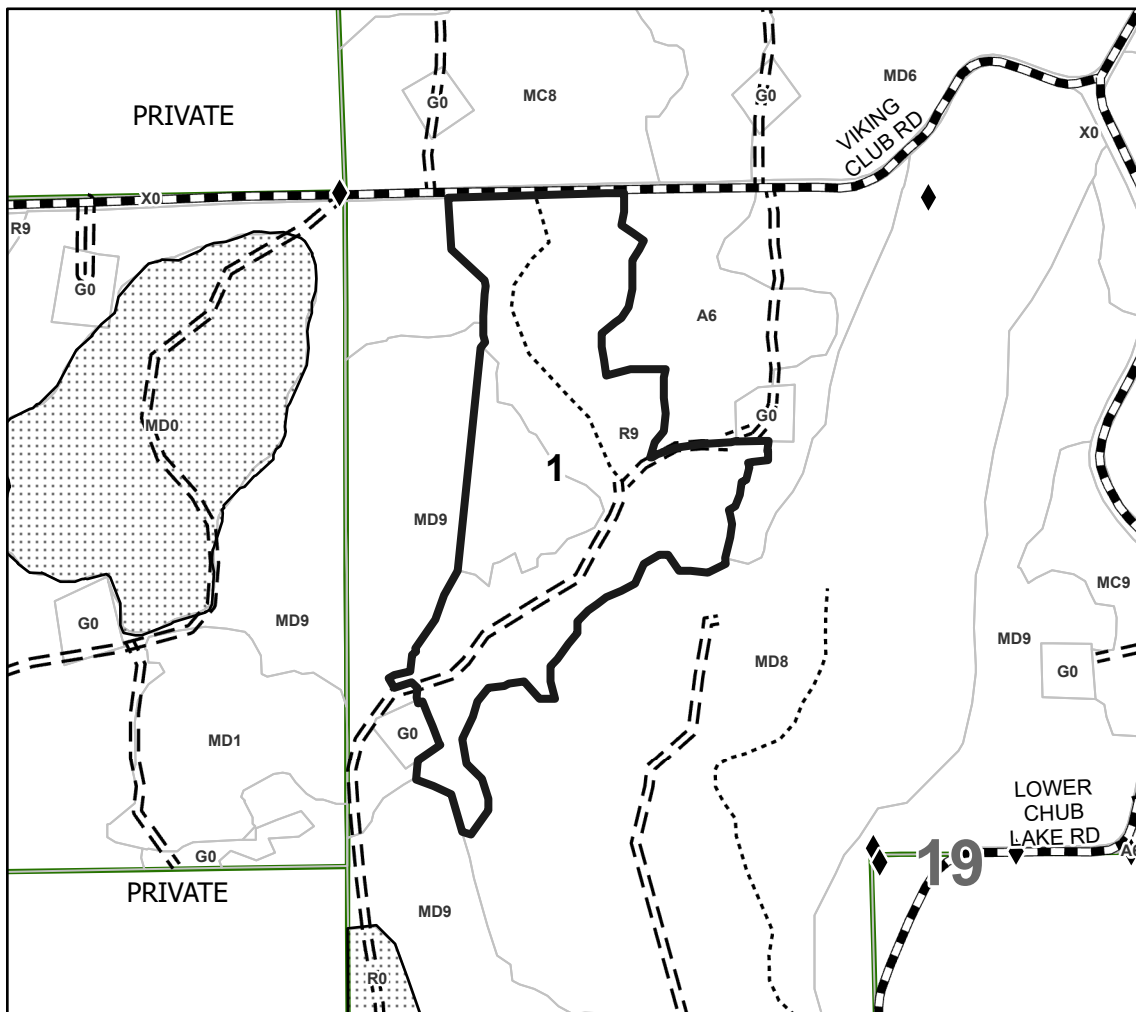 MD6
MC8
G0
G0
PRIVATE
VIKING
CLUB RD
X0
X0
R9
G0
A6
MD0
G0
R9
1
MD9
MC9
G0
MD9
MD9
MD8
G0
G0
MD1
LOWER
CHUB
LAKE RD
19
A6
G0
PRIVATE
MD9
R0